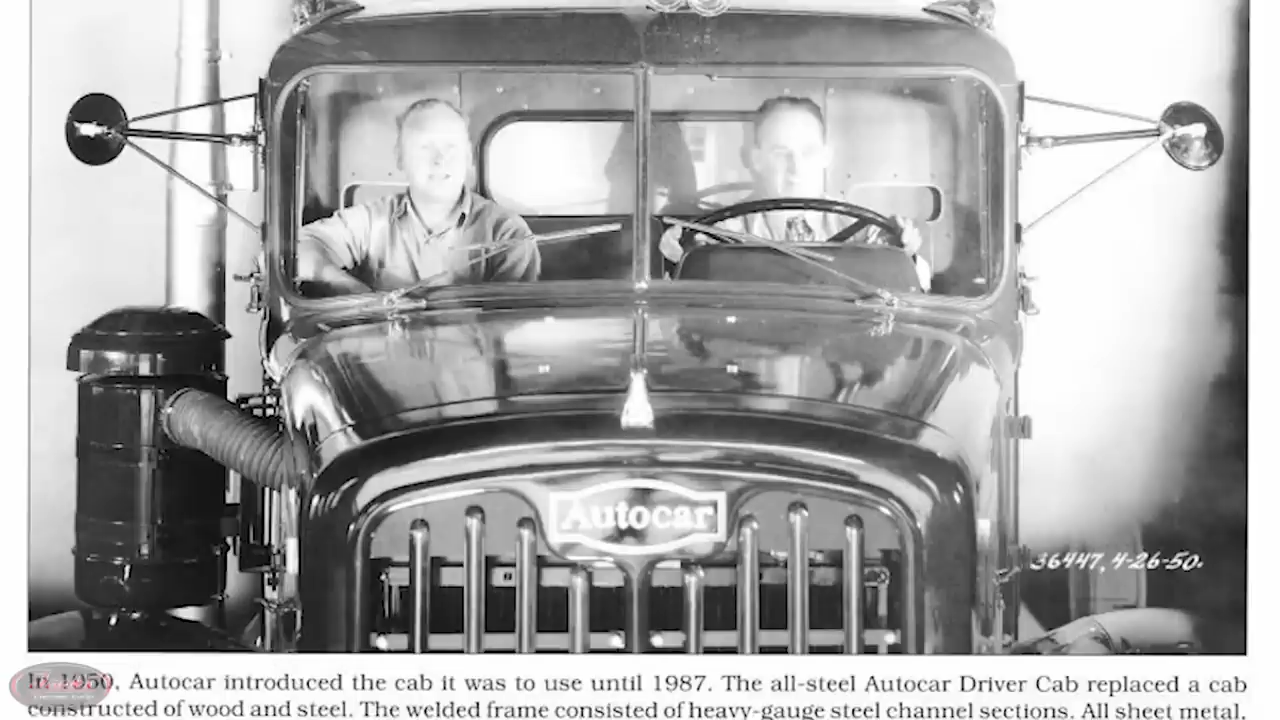 Autocar
36447, 4-26-50.
In 1950, Autocar introduced the cab it was to use until 1987. The all-steel Autocar Driver Cab replaced a cab
constructed of wood and steel. The welded frame consisted of heavy-gauge steel channel sections. All sheet metal,